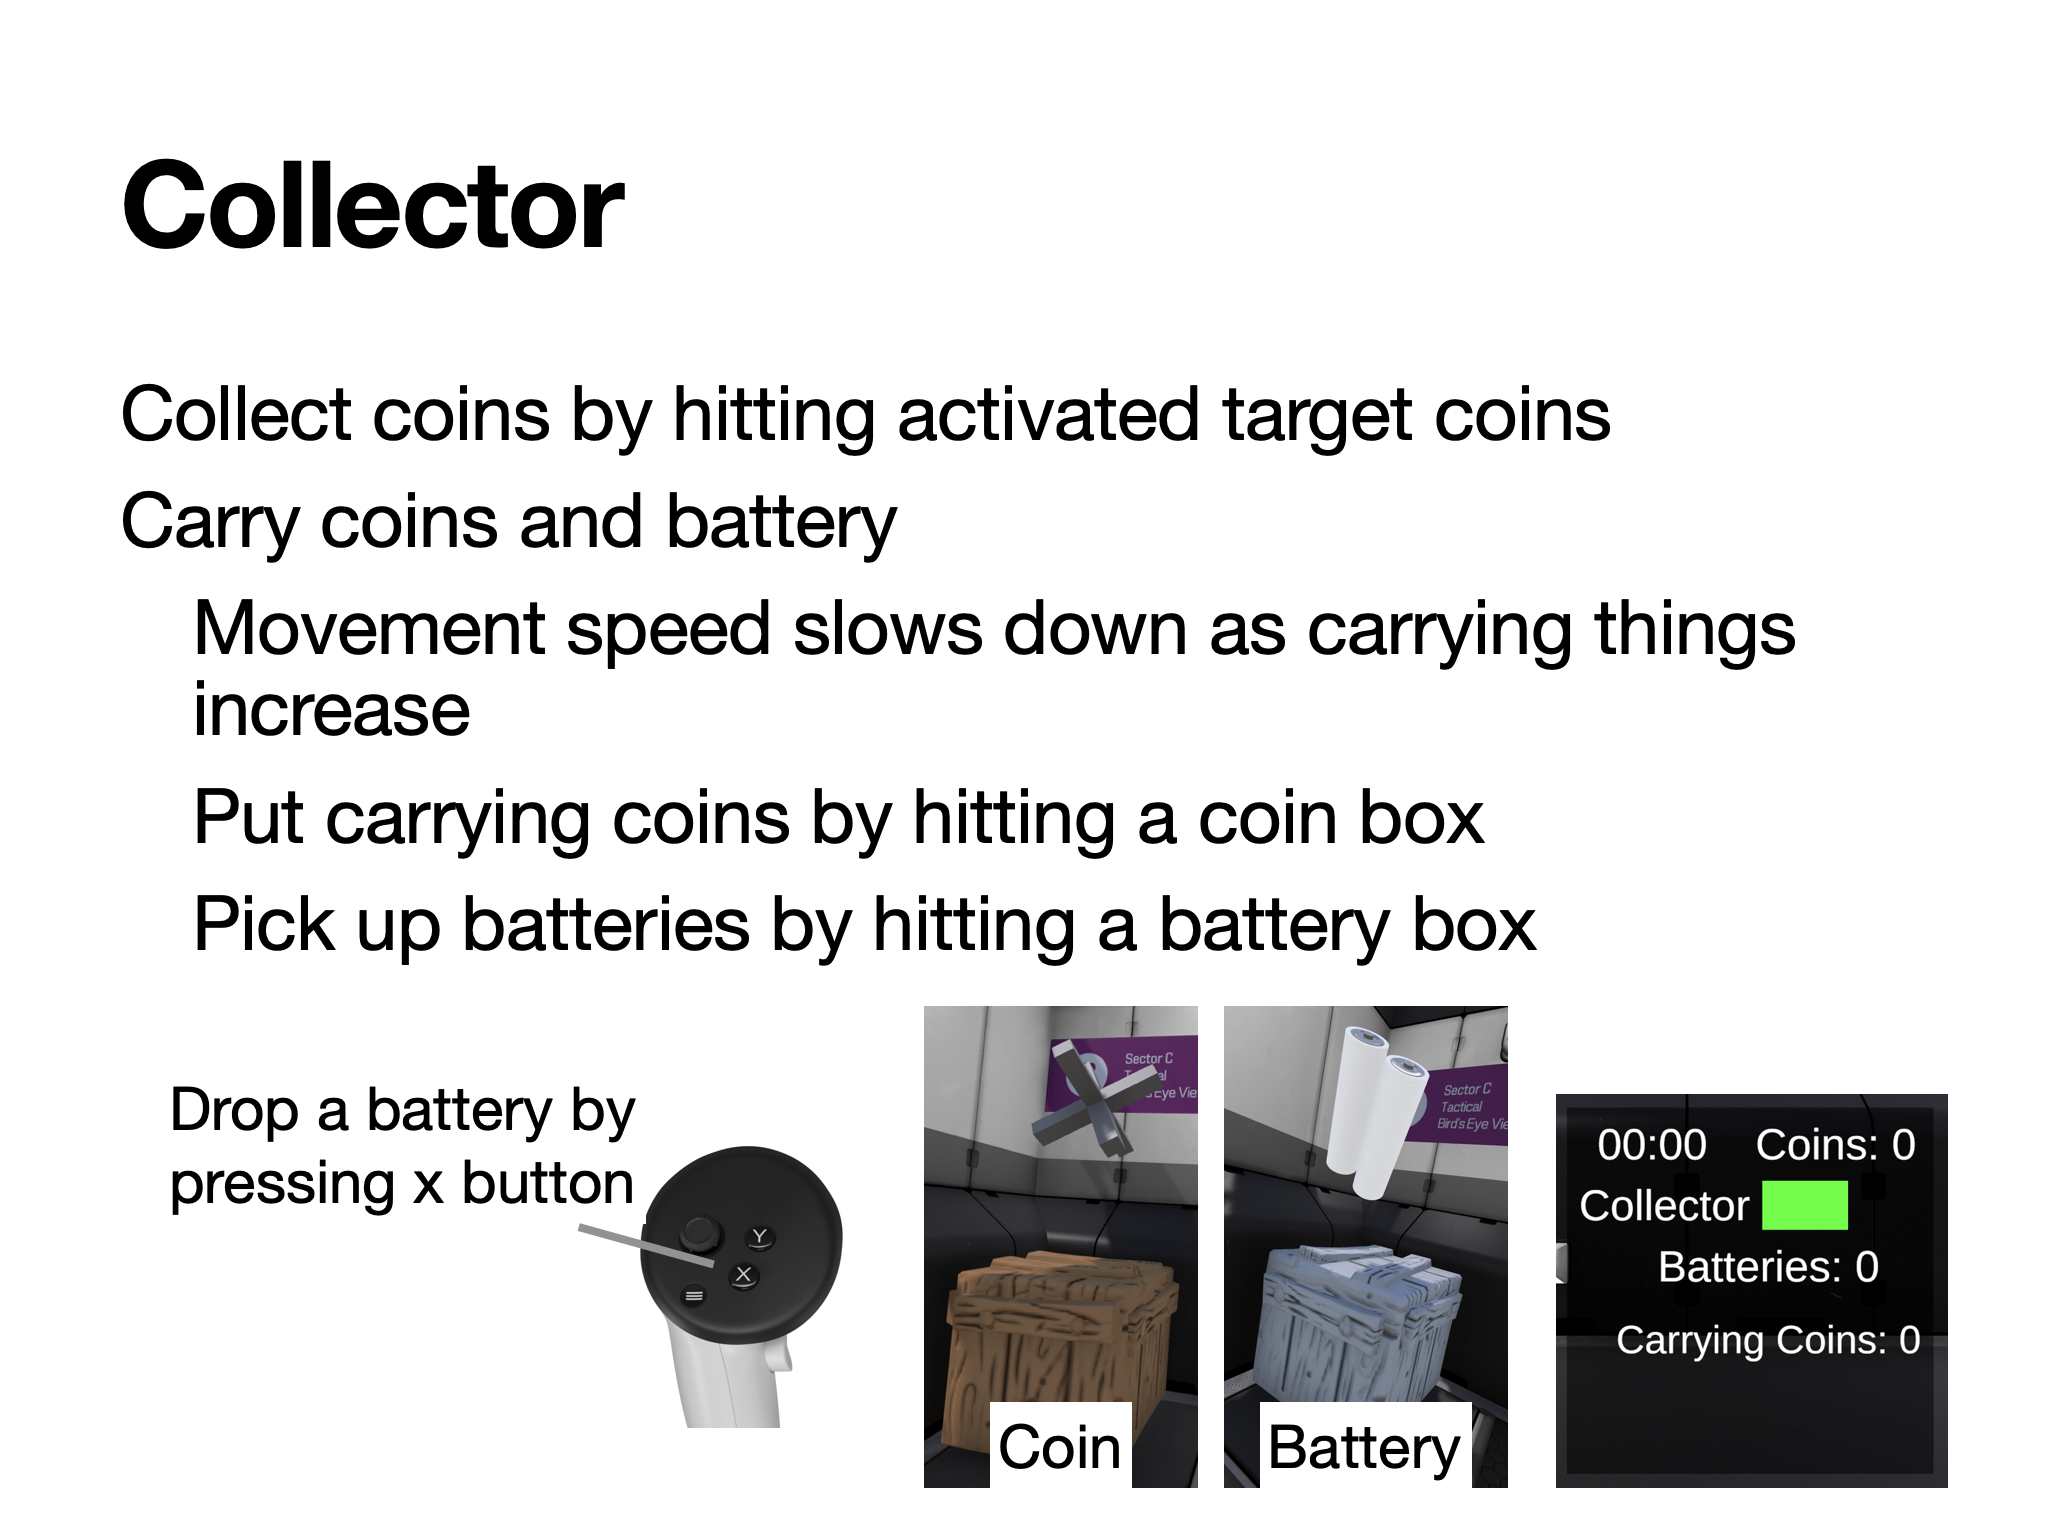 Collector
Collect coins by hitting activated target coins
Carry coins and battery
Movement speed slows down as carrying things
increase
Put carrying coins by hitting a coin box
Pick up batteries by hitting a battery box
Drop a battery by
pressing x button
Y
X
Sector C
Eye Vie
Coin
Sector C
Tactical
Bird's Eye Vie
Battery
00:00 Coins: 0
Collector
Batteries: 0
Carrying Coins: 0